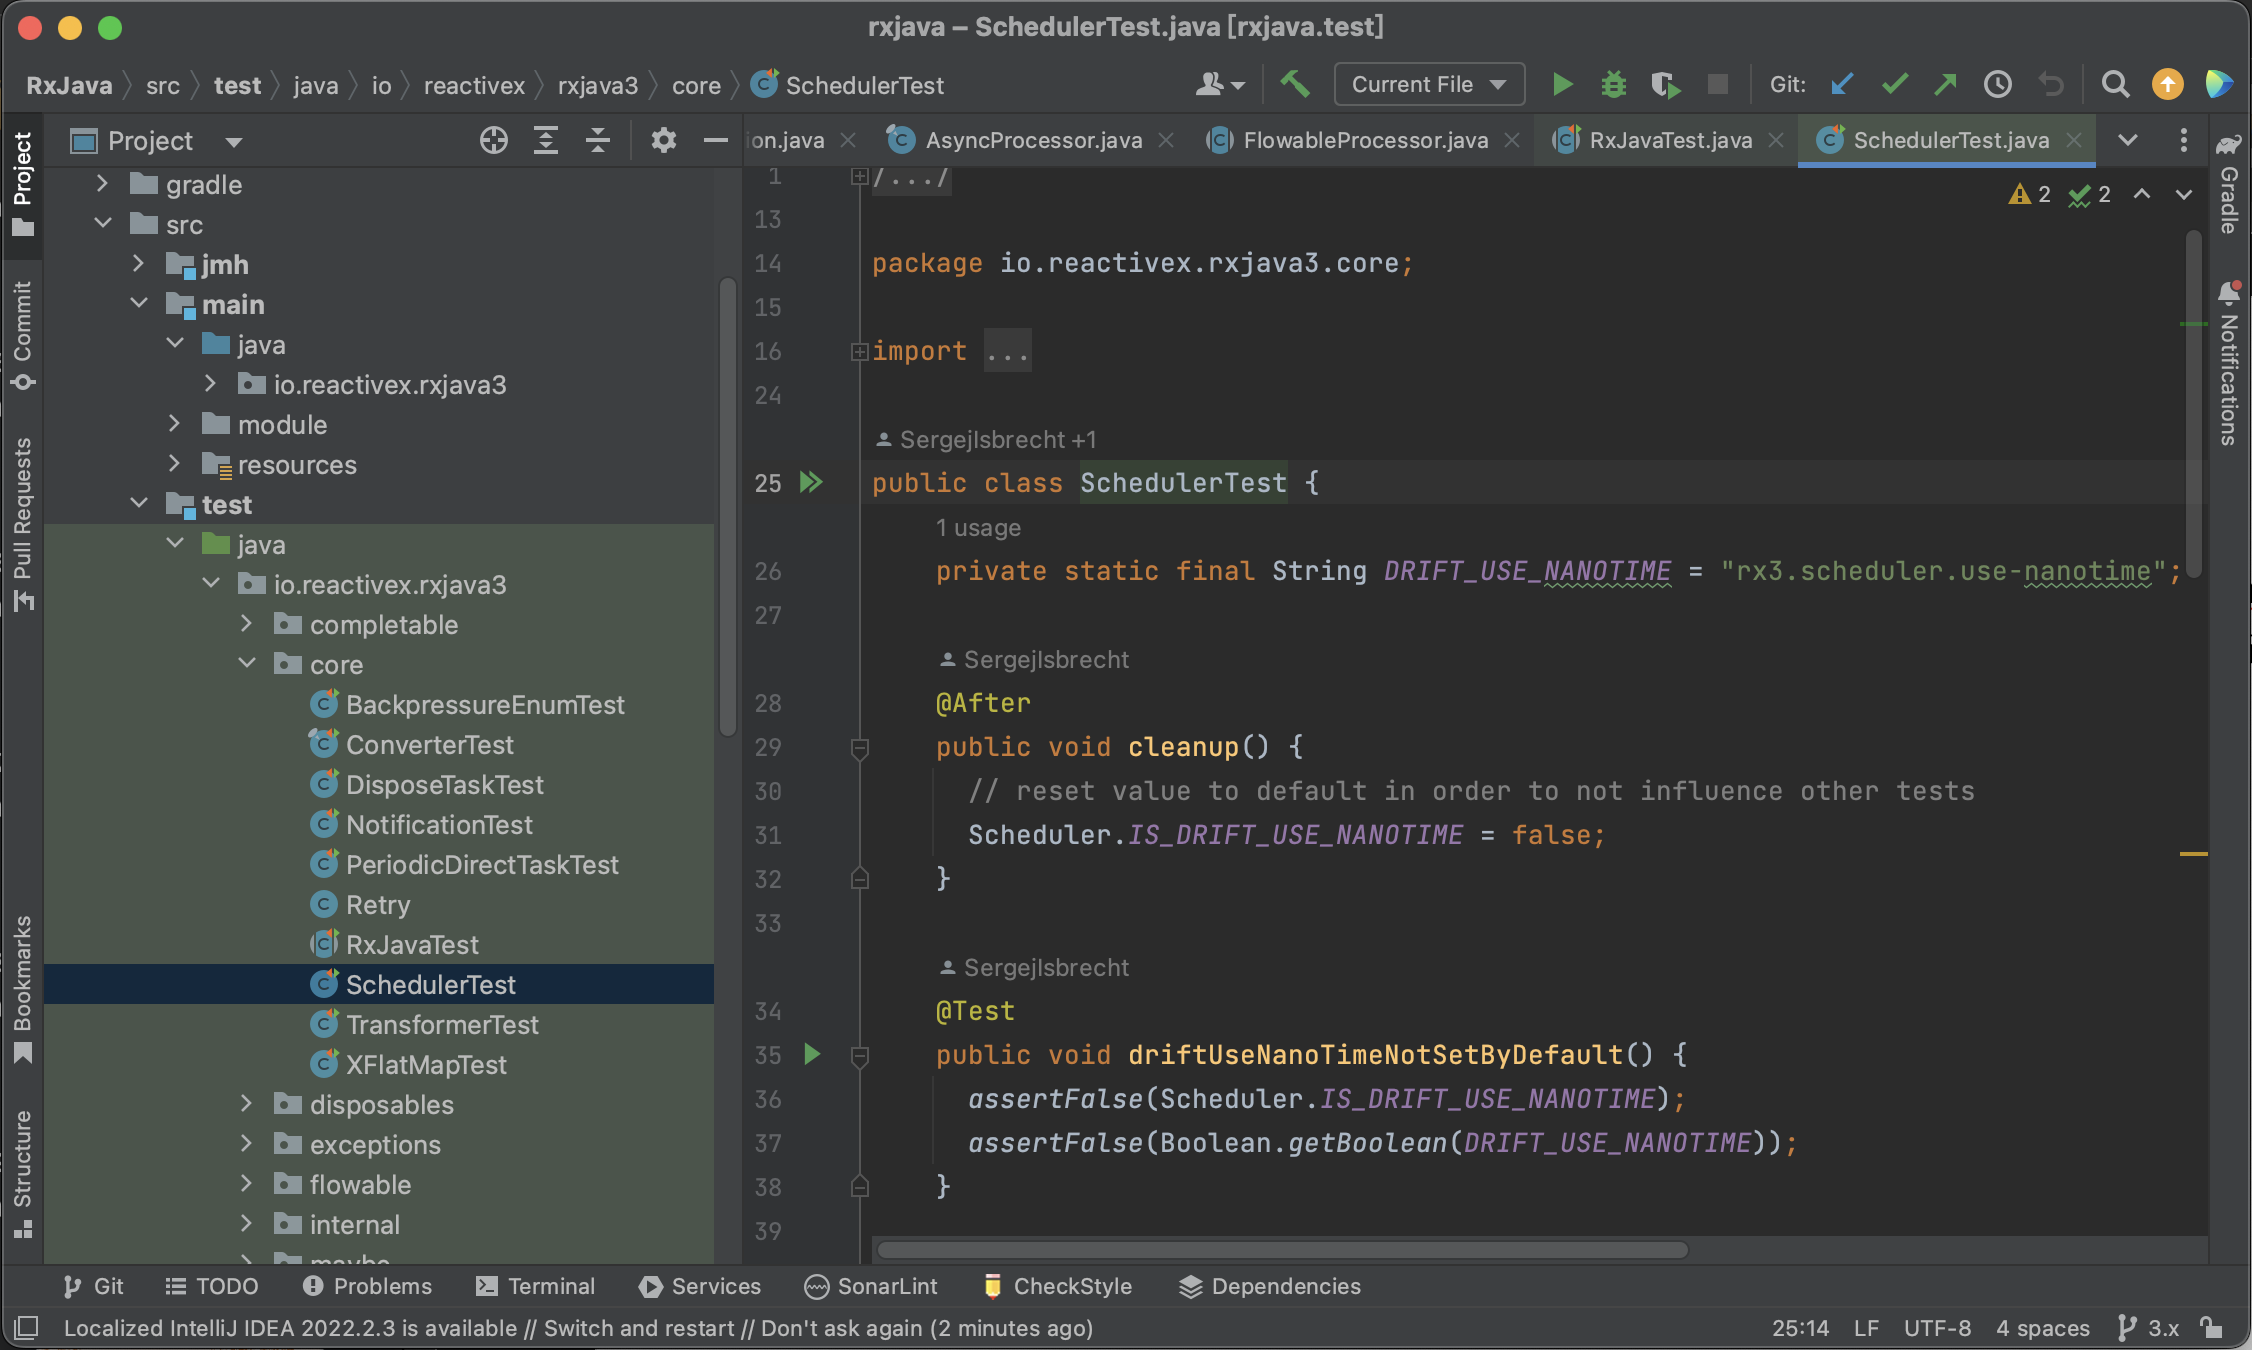 rxjava – SchedulerTest.java [rxjava.test]
RxJava src test java io reactivex rxjava3 core SchedulerTest Current File Git:
Project
ion.java AsyncProcessor.java FlowableProcessor.java RxJavaTest.java SchedulerTest.java
Project
Commit
Pull Requests
Bookmarks
Structure
gradle
src
jmh
main
java
io.reactivex.rxjava3
module
resources
test
java
io.reactivex.rxjava3
completable
core
BackpressureEnumTest
ConverterTest
DisposeTaskTest
NotificationTest
PeriodicDirectTaskTest
Retry
RxJavaTest
SchedulerTest
TransformerTest
XFlatMapTest
disposables
exceptions
flowable
internal
maybe
2 2
1 /.../
13
14 package io.reactivex.rxjava3.core;
15
16 import ...
24
SergejIsbrecht +1
25 public class SchedulerTest {
1 usage
26 private static final String DRIFT_USE_NANOTIME = "rx3.scheduler.use-nanotime";
27
SergejIsbrecht
28 @After
29 public void cleanup() {
30 // reset value to default in order to not influence other tests
31 Scheduler.IS_DRIFT_USE_NANOTIME = false;
32 }
33
SergejIsbrecht
34 @Test
35 public void driftUseNanoTimeNotSetByDefault() {
36 assertFalse(Scheduler.IS_DRIFT_USE_NANOTIME);
37 assertFalse(Boolean.getBoolean(DRIFT_USE_NANOTIME));
38 }
39
Gradle
Notifications
Git TODO Problems Terminal Services SonarLint CheckStyle Dependencies
Localized IntelliJ IDEA 2022.2.3 is available // Switch and restart // Don't ask again (2 minutes ago) 25:14 LF UTF-8 4 spaces 3.x